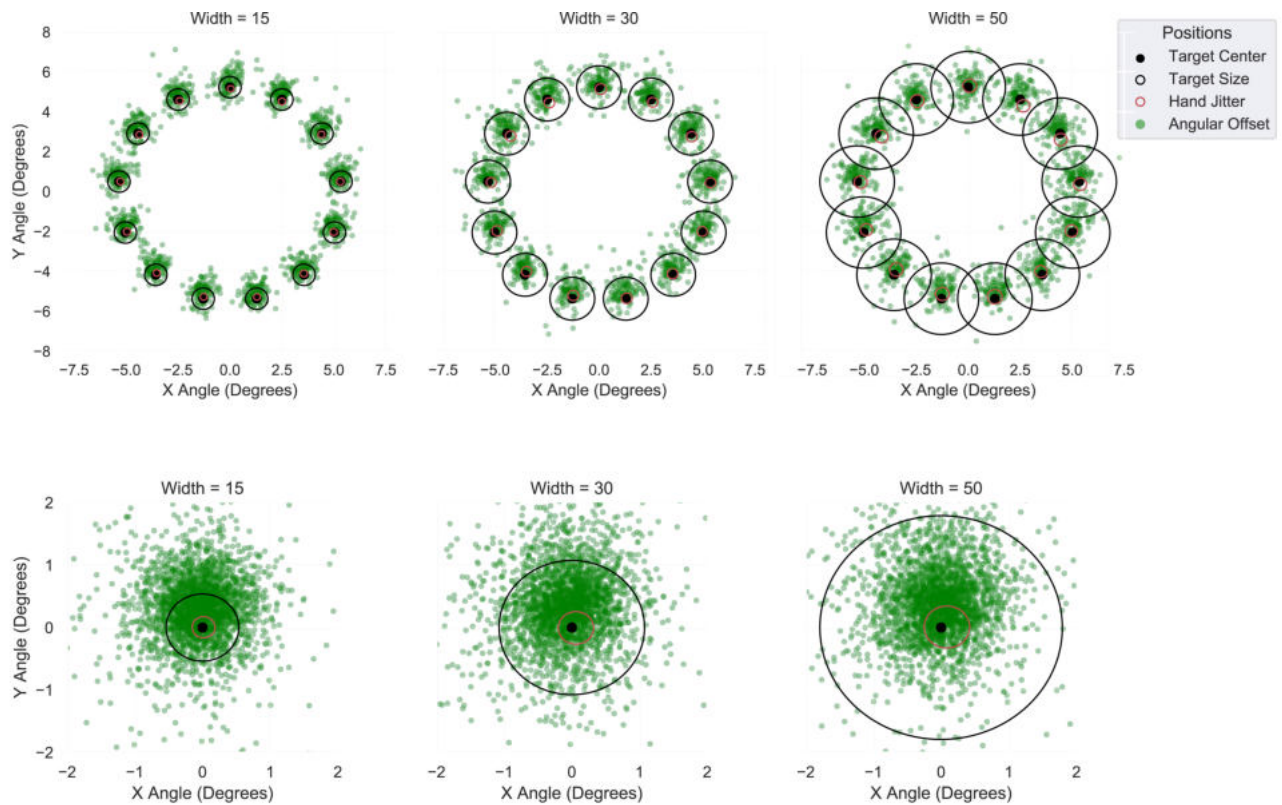 Width = 15
Width = 30
Width = 50
Positions
Target Center
Target Size
Hand Jitter
Angular Offset
Y Angle (Degrees)
8
6
4
2
0
−2
−4
−6
−8
−7.5 −5.0 −2.5 0.0 2.5 5.0 7.5
−7.5 −5.0 −2.5 0.0 2.5 5.0 7.5
−7.5 −5.0 −2.5 0.0 2.5 5.0 7.5
X Angle (Degrees)
X Angle (Degrees)
X Angle (Degrees)
Width = 15
Width = 30
Width = 50
Y Angle (Degrees)
2
1
0
−1
−2
−2 −1 0 1 2
−2 −1 0 1 2
−2 −1 0 1 2
X Angle (Degrees)
X Angle (Degrees)
X Angle (Degrees)